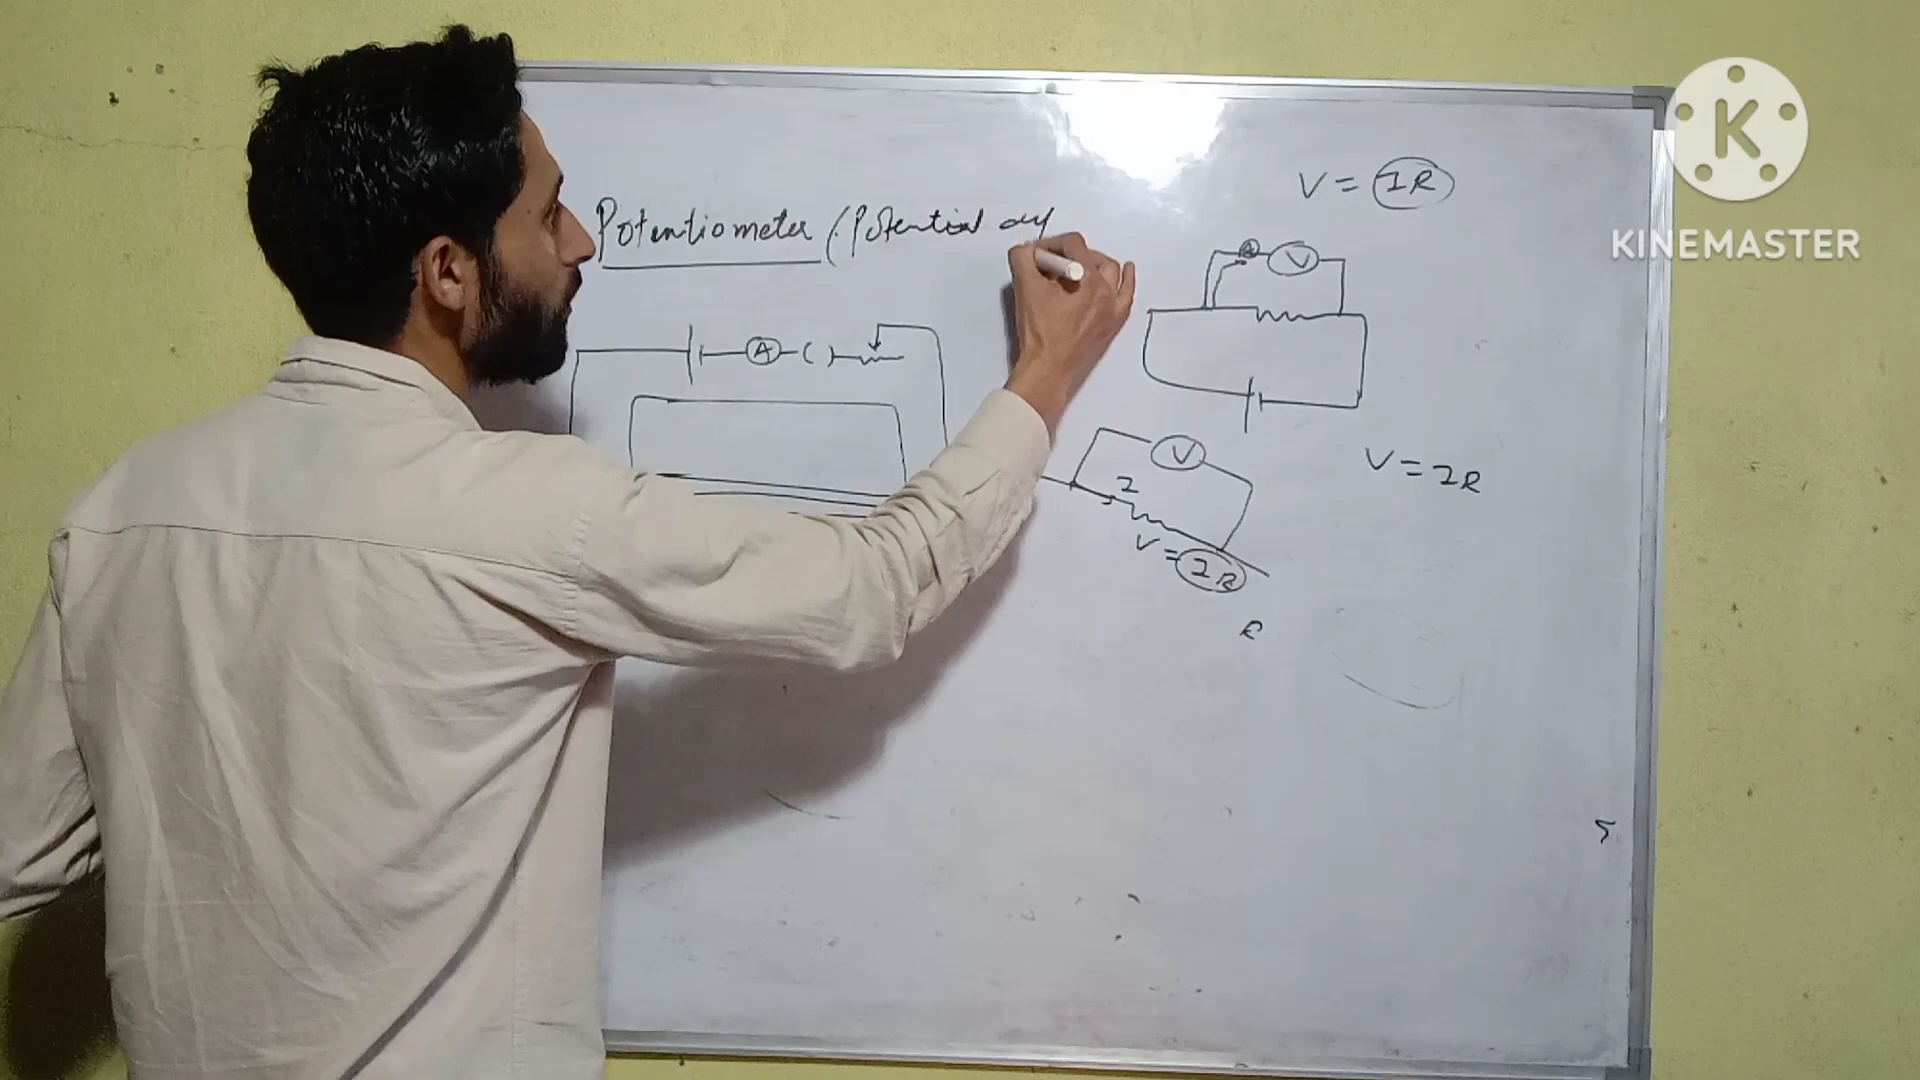 V = IR
K
KINEMASTER
Potentiometer (Potential
A
V
A
( )
V
V = IR
I
V = IR
E